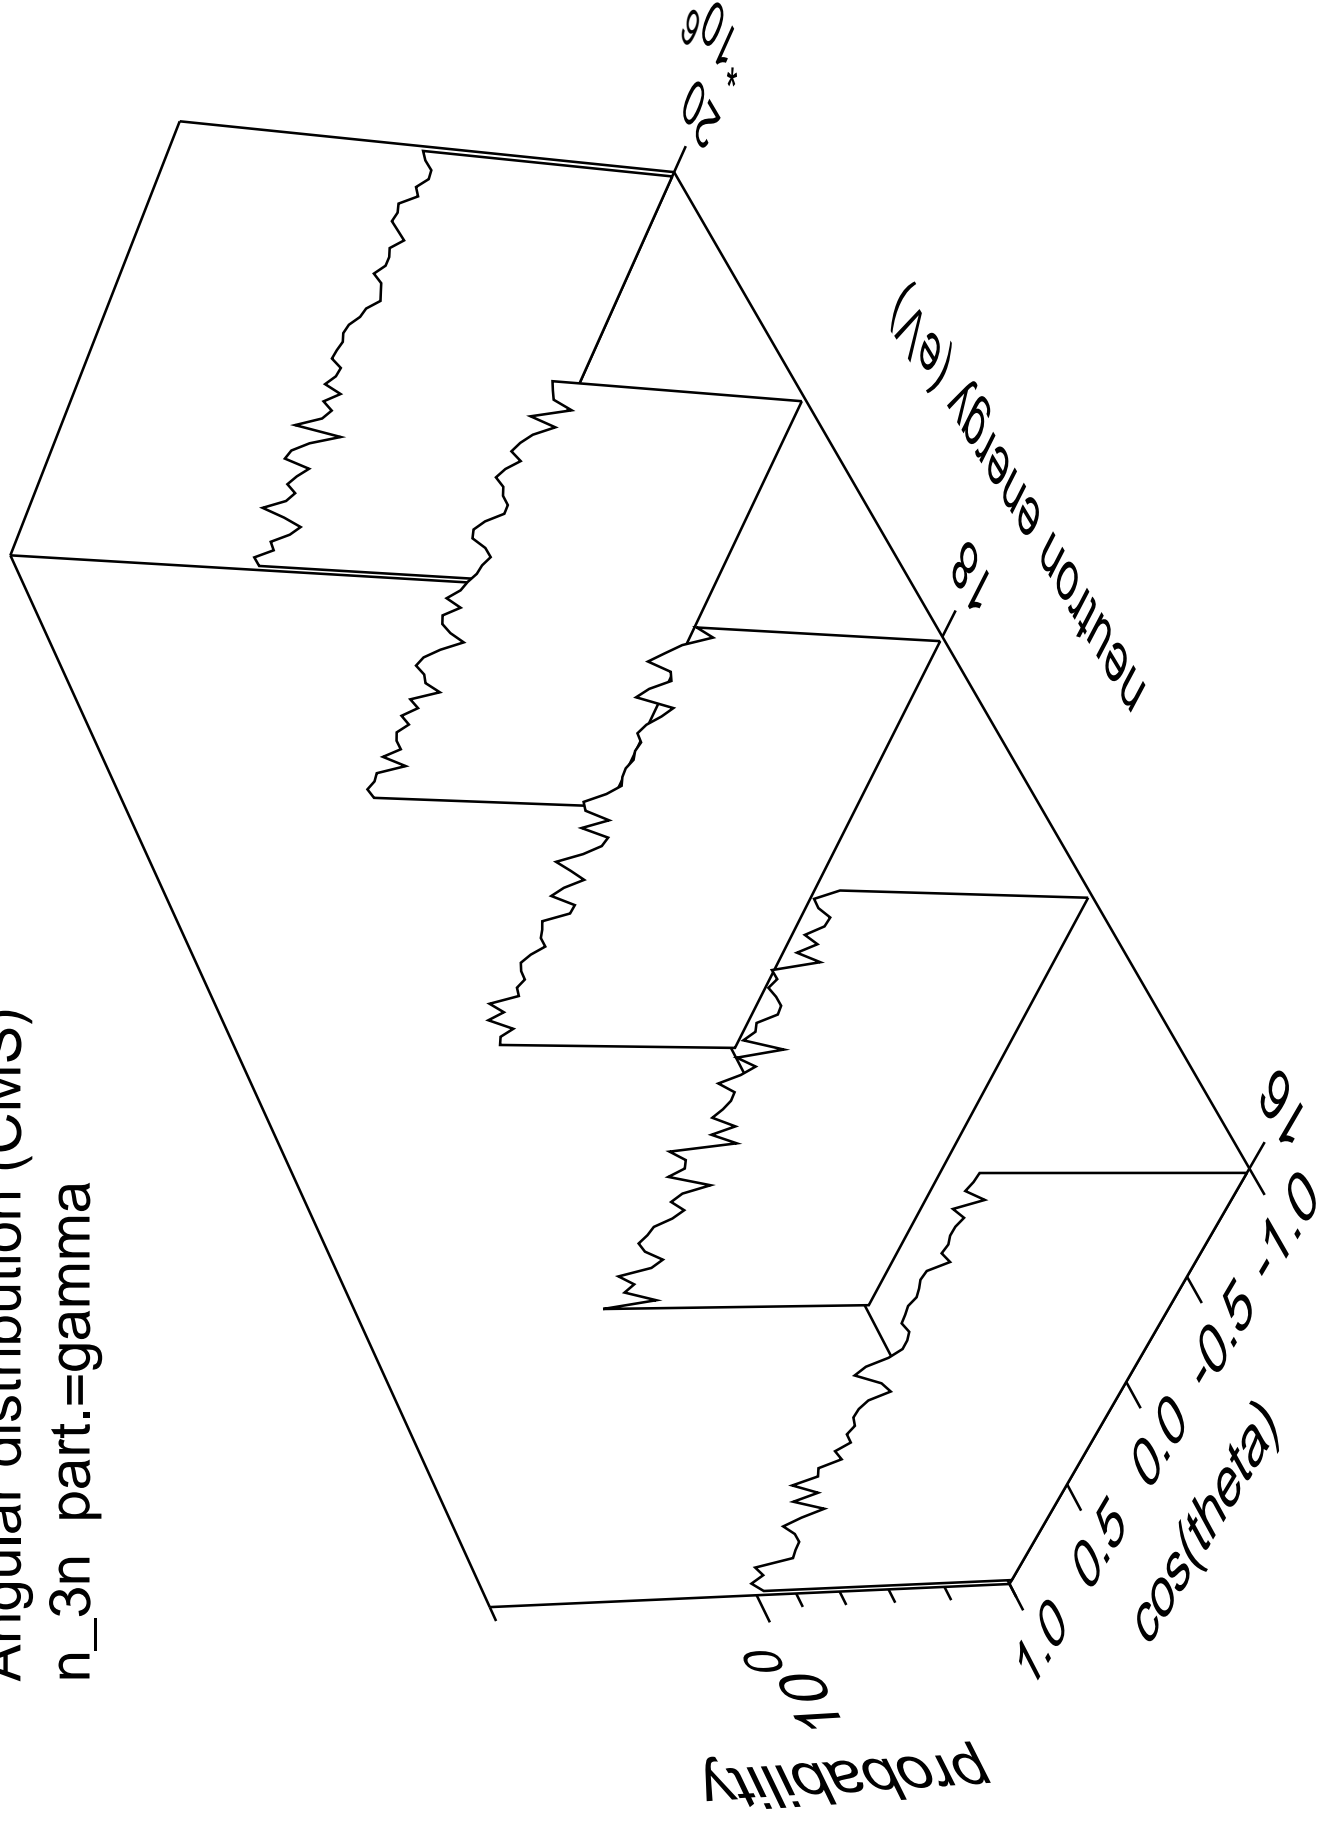 Angular distribution (CMS)
n_3n part.=gamma
probability
10^0
1.0 0.5 0.0 -0.5 -1.0
cos(theta)
16 18 20 *10^6
neutron energy (eV)